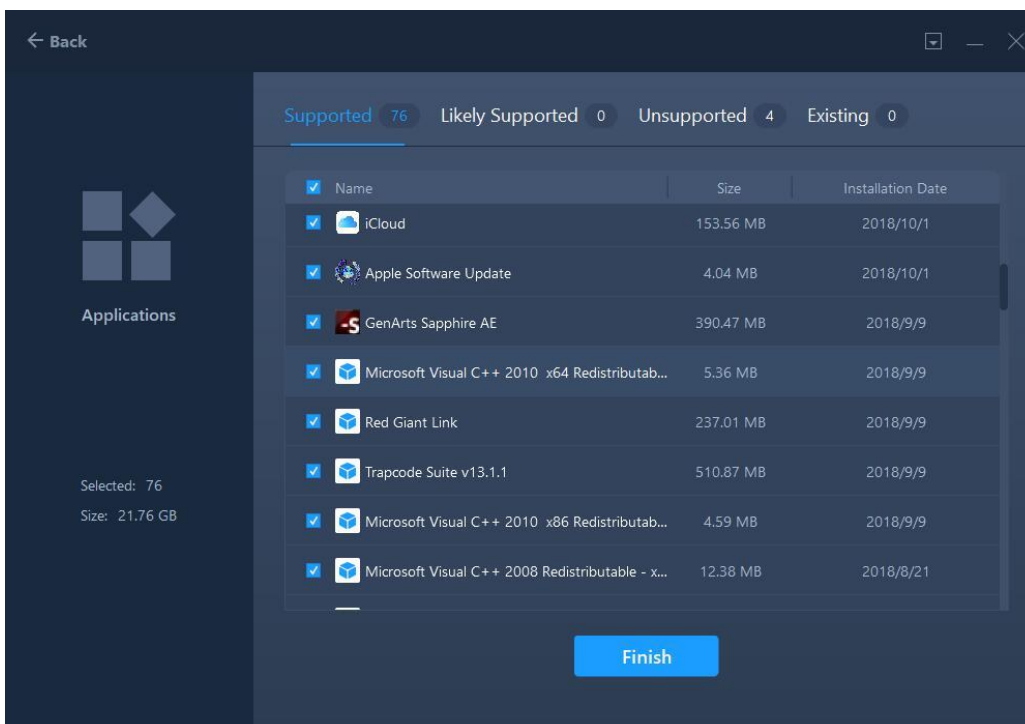 Back
Supported 76 Likely Supported 0 Unsupported 4 Existing 0
Name Size Installation Date
iCloud 153.56 MB 2018/10/1
Apple Software Update 4.04 MB 2018/10/1
Applications
GenArts Sapphire AE 390.47 MB 2018/9/9
Microsoft Visual C++ 2010 x64 Redistributab... 5.36 MB 2018/9/9
Red Giant Link 237.01 MB 2018/9/9
Trapcode Suite v13.1.1 510.87 MB 2018/9/9
Selected: 76
Size: 21.76 GB
Microsoft Visual C++ 2010 x86 Redistributab... 4.59 MB 2018/9/9
Microsoft Visual C++ 2008 Redistributable - x... 12.38 MB 2018/8/21
Finish